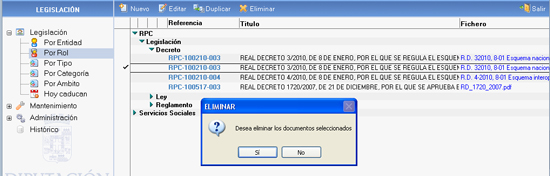 LEGISLACIÓN
Nuevo Editar Duplicar Eliminar Salir
Referencia Titulo Fichero
Legislación
Por Entidad
Por Rol
Por Tipo
Por Categoría
Por Ambito
Hoy caducan
Mantenimiento
Administración
Histórico
DIPUTACIÓN
RPC
Legislación
Decreto
RPC-100210-003 REAL DECRETO 3/2010, DE 8 DE ENERO, POR EL QUE SE REGULA EL ESQUEM R.D. 32010, 8-01 Esquema nacion
RPC-100210-003 REAL DECRETO 3/2010, DE 8 DE ENERO, POR EL QUE SE REGULA EL ESQUEM R.D. 32010, 8-01 Esquema nacion
RPC-100210-004 REAL DECRETO 4/2010, DE 8 DE ENERO, POR EL QUE SE REGULA EL ESQUEM R.D. 4-2010, 8-01 Esquema interop
RPC-100517-003 REAL DECRETO 1720/2007, DE 21 DE DICIEMBRE, POR EL QUE SE APRUEBA E RD_1720_2007.pdf
Ley
Reglamento
Servicios Sociales
ELIMINAR
Desea eliminar los documentos seleccionados
Sí No